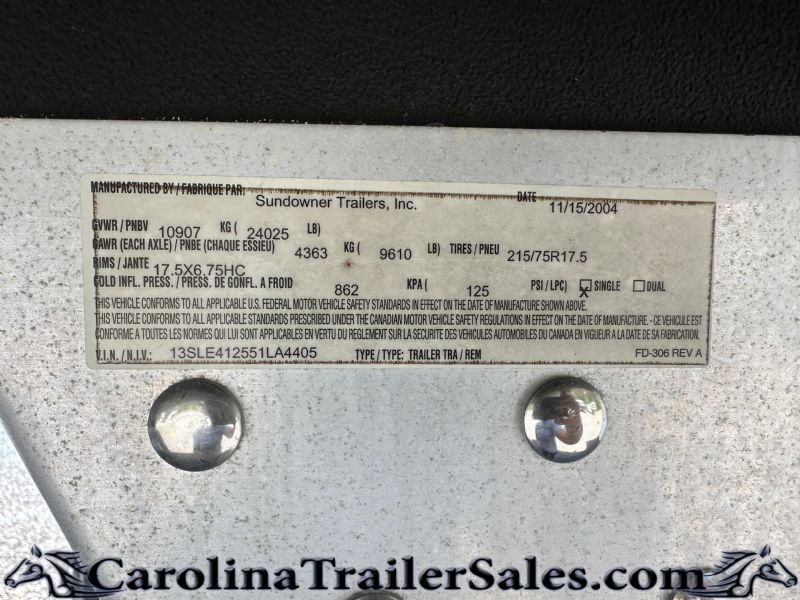 MANUFACTURED BY / FABRIQUE PAR: Sundowner Trailers, Inc. DATE 11/15/2004
GVWR / PNBV 10907 KG ( 24025 LB)
GAWR (EACH AXLE) / PNBE (CHAQUE ESSIEU) 4363 KG ( 9610 LB) TIRES / PNEU 215/75R17.5
RIMS / JANTE 17.5X6.75HC
COLD INFL. PRESS. / PRESS. DE GONFL. A FROID 862 KPA ( 125 PSI / LPC) X SINGLE DUAL
THIS VEHICLE CONFORMS TO ALL APPLICABLE U.S. FEDERAL MOTOR VEHICLE SAFETY STANDARDS IN EFFECT ON THE DATE OF MANUFACTURE SHOWN ABOVE.
THIS VEHICLE CONFORMS TO ALL APPLICABLE STANDARDS PRESCRIBED UNDER THE CANADIAN MOTOR VEHICLE SAFETY REGULATIONS IN EFFECT ON THE DATE OF MANUFACTURE. - CE VEHICULE EST
CONFORME A TOUTES LES NORMES QUI LUI SONT APPLICABLES EN VERTU DU REGLEMENT SUR LA SECURITE DES VEHICULES AUTOMOBILES DU CANADA EN VIGUEUR A LA DATE DE SA FABRICATION.
V.I.N. / N.I.V.: 13SLE412551LA4405 TYPE / TYPE: TRAILER TRA / REM FD-306 REV A
CarolinaTrailerSales.com